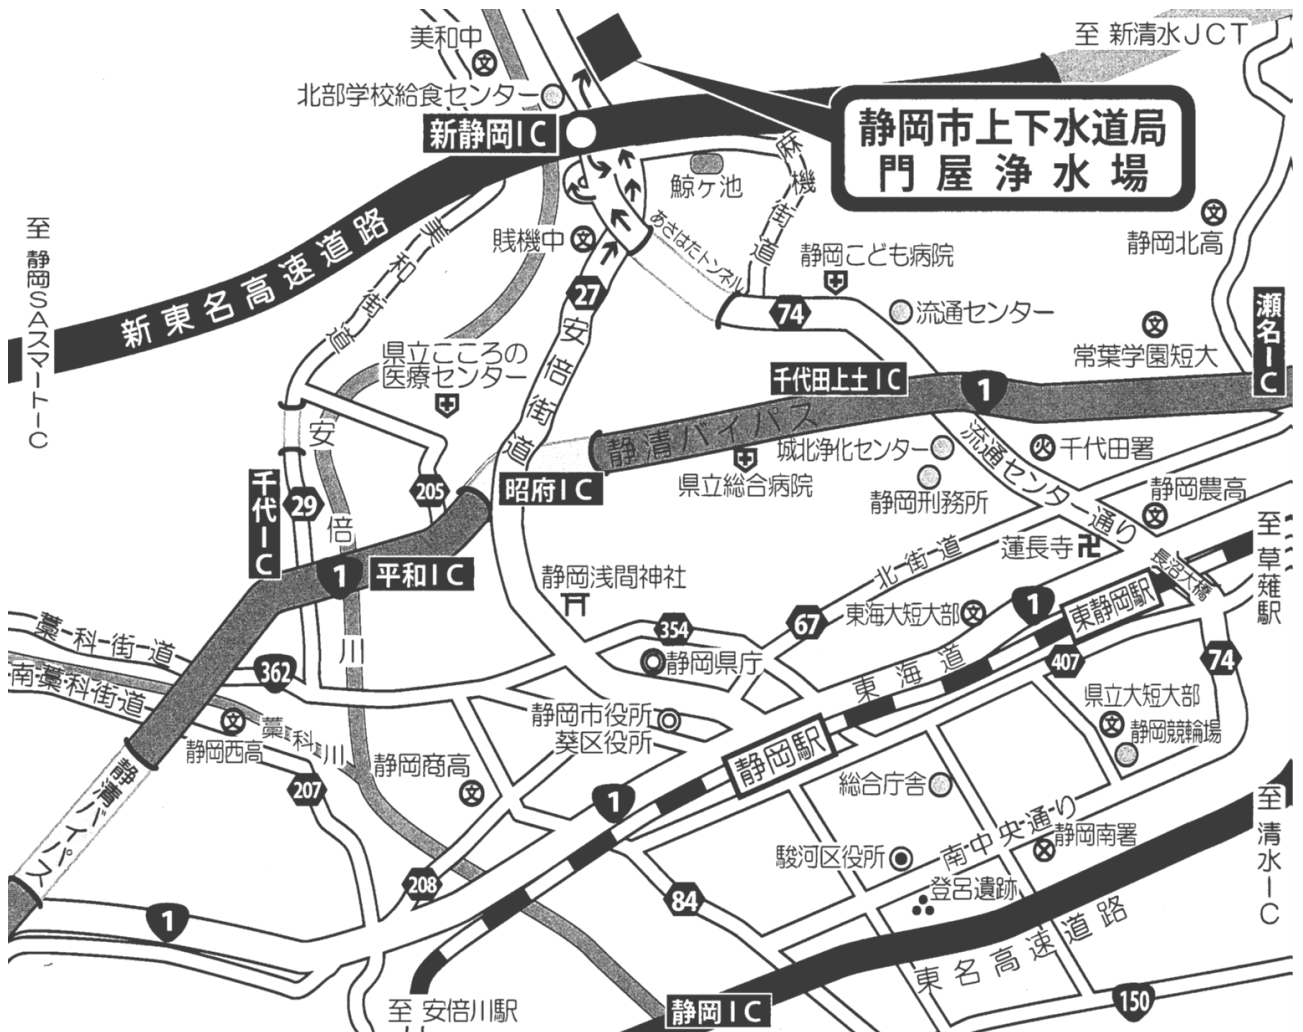 美和中
至 新清水JCT
北部学校給食センター
静岡市上下水道局
門屋浄水場
新静岡IC
麻機街道
鯨ヶ池
至 静岡SAスマートIC
美和街道
賎機中
あさはたトンネル
静岡こども病院
静岡北高
新東名高速道路
27
74
流通センター
瀬名IC
安倍街道
常葉学園短大
県立こころの
医療センター
千代田上土IC
1
静清バイパス
安倍川
城北浄化センター
流通センター通り
千代田署
千代IC
29
205
昭府IC
県立総合病院
静岡刑務所
静岡農高
至 草薙駅
北街道
蓮長寺
長沼大橋
1
平和IC
静岡浅間神社
1
東静岡駅
藁科街道
354
67
東海大短大部
南藁科街道
362
静岡県庁
東海道
407
74
県立大短大部
静岡西高
藁科川
静岡市役所
葵区役所
静岡駅
静岡競輪場
静清バイパス
207
静岡商高
1
総合庁舎
至 清水IC
南中央通り
静岡南署
駿河区役所
208
84
登呂遺跡
1
東名高速道路
至 安倍川駅
静岡IC
150